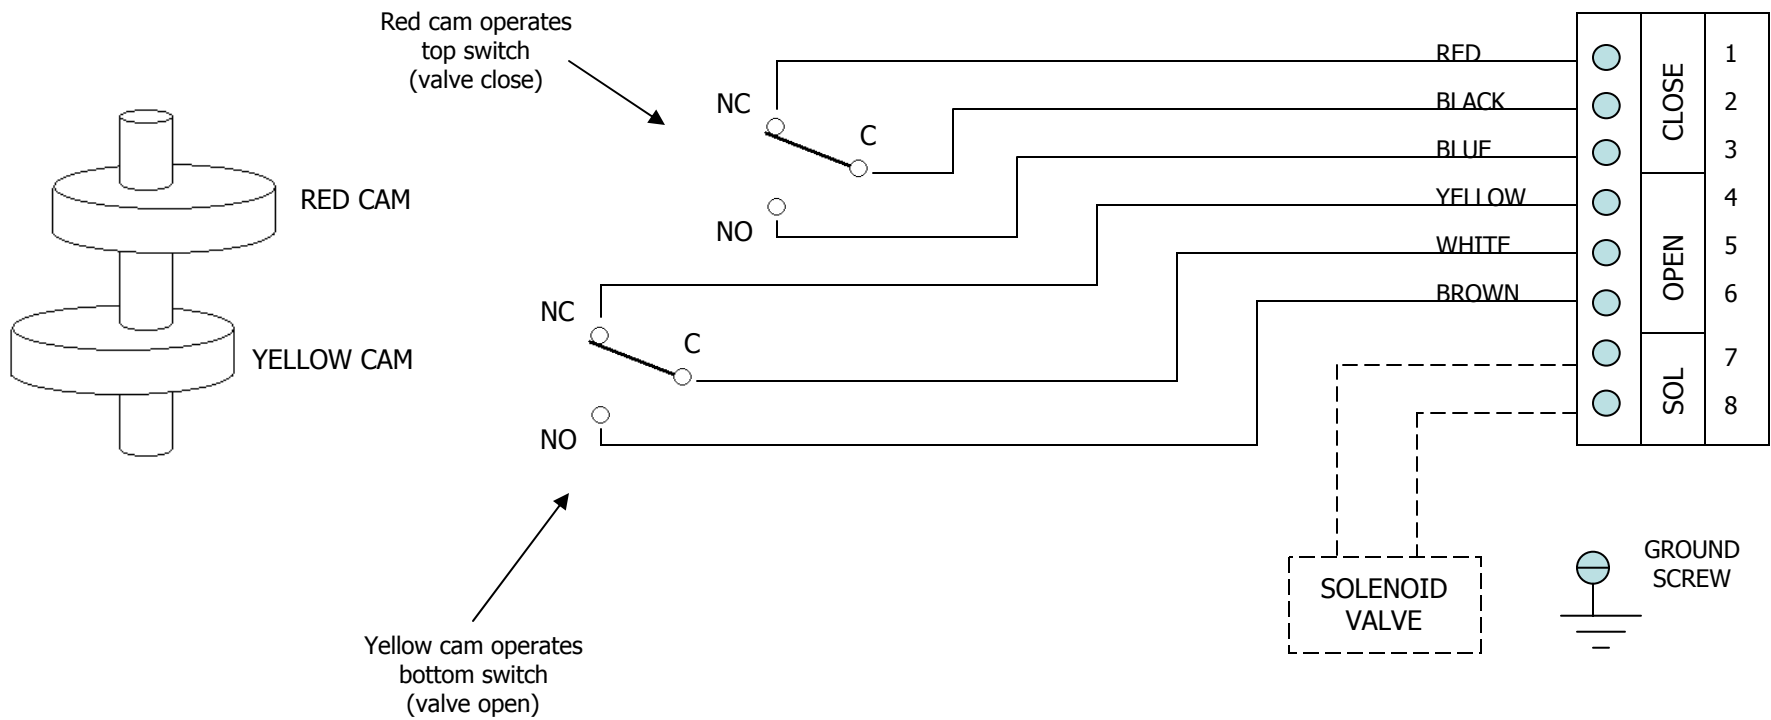 Red cam operates
top switch
(valve close)
NC
C
NO
RED CAM
NC
C
NO
YELLOW CAM
Yellow cam operates
bottom switch
(valve open)
RED
BLACK
BLUE
YELLOW
WHITE
BROWN
CLOSE
OPEN
SOL
1
2
3
4
5
6
7
8
SOLENOID
VALVE
GROUND
SCREW